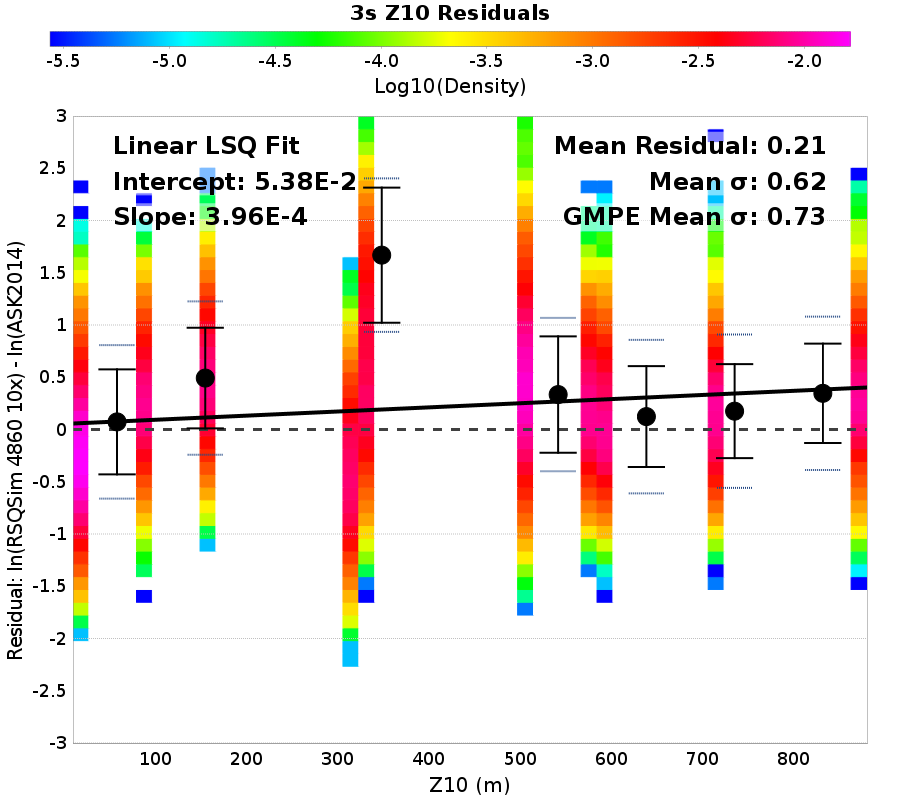 3s Z10 Residuals
-5.5 -5.0 -4.5 -4.0 -3.5 -3.0 -2.5 -2.0
Log10(Density)
Linear LSQ Fit
Intercept: 5.38E-2
Slope: 3.96E-4
Mean Residual: 0.21
Mean σ: 0.62
GMPE Mean σ: 0.73
Residual: ln(RSQSim 4860 10x) - ln(ASK2014)
3
2.5
2
1.5
1
0.5
0
-0.5
-1
-1.5
-2
-2.5
-3
100 200 300 400 500 600 700 800
Z10 (m)